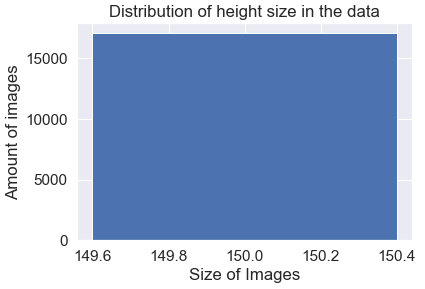 Distribution of height size in the data
15000
10000
5000
0
Amount of images
149.6 149.8 150.0 150.2 150.4
Size of Images